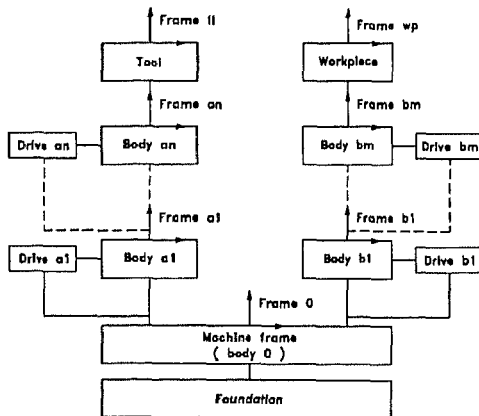 Frame tl
Frame wp
Tool
Workpiece
Frame an
Frame bm
Drive an
Body an
Body bm
Drive bm
Frame a1
Frame b1
Drive a1
Body a1
Body b1
Drive b1
Frame 0
Machine frame
( body 0 )
Foundation